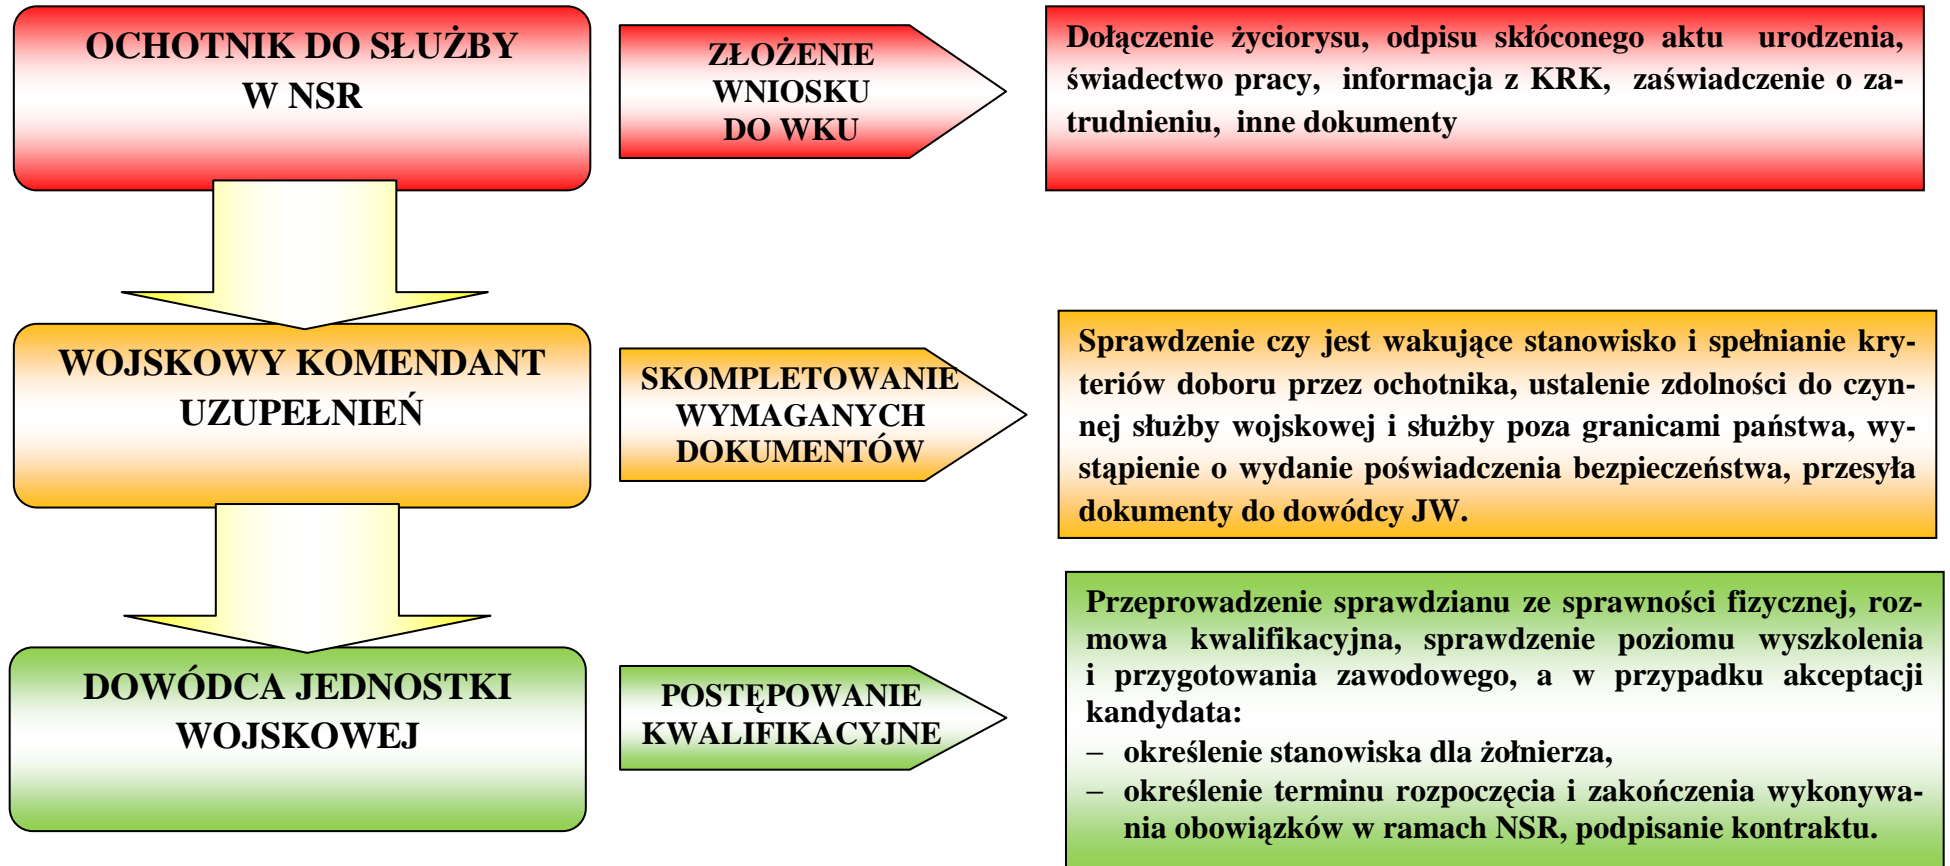 OCHOTNIK DO SŁUŻBY
W NSR
ZŁOŻENIE
WNIOSKU
DO WKU
Dołączenie życiorysu, odpisu skłóconego aktu urodzenia,
świadectwo pracy, informacja z KRK, zaświadczenie o za-
trudnieniu, inne dokumenty
WOJSKOWY KOMENDANT
UZUPEŁNIEŃ
SKOMPLETOWANIE
WYMAGANYCH
DOKUMENTÓW
Sprawdzenie czy jest wakujące stanowisko i spełnianie kry-
teriów doboru przez ochotnika, ustalenie zdolności do czyn-
nej służby wojskowej i służby poza granicami państwa, wy-
stąpienie o wydanie poświadczenia bezpieczeństwa, przesyła
dokumenty do dowódcy JW.
DOWÓDCA JEDNOSTKI
WOJSKOWEJ
POSTĘPOWANIE
KWALIFIKACYJNE
Przeprowadzenie sprawdzianu ze sprawności fizycznej, roz-
mowa kwalifikacyjna, sprawdzenie poziomu wyszkolenia
i przygotowania zawodowego, a w przypadku akceptacji
kandydata:
– określenie stanowiska dla żołnierza,
– określenie terminu rozpoczęcia i zakończenia wykonywa-
nia obowiązków w ramach NSR, podpisanie kontraktu.